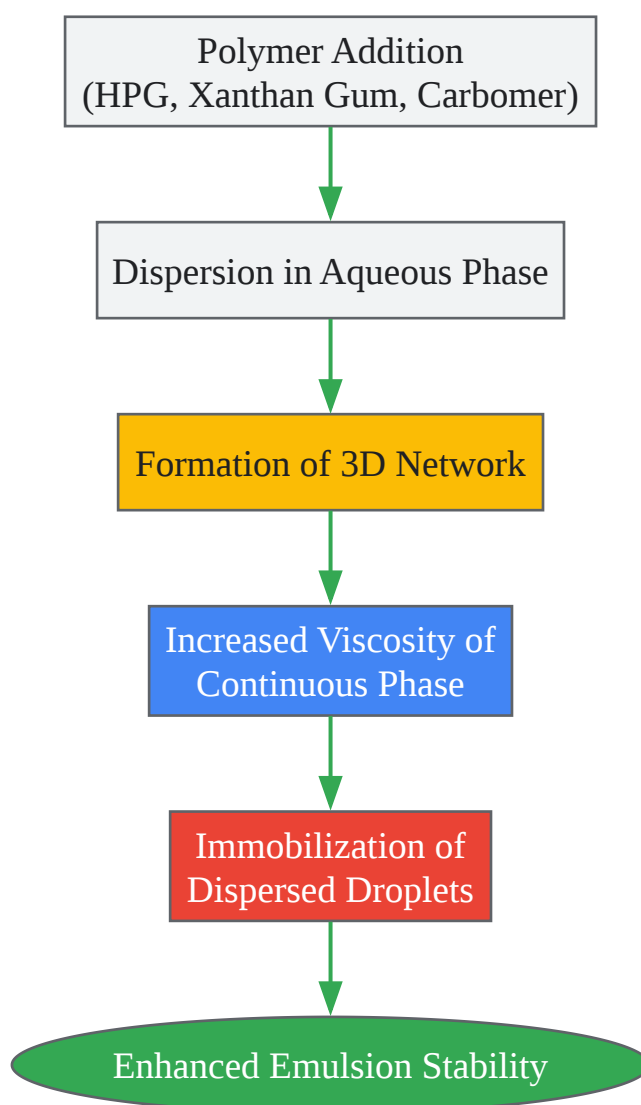 Polymer Addition
(HPG, Xanthan Gum, Carbomer)
Dispersion in Aqueous Phase
Formation of 3D Network
Increased Viscosity of
Continuous Phase
Immobilization of
Dispersed Droplets
Enhanced Emulsion Stability